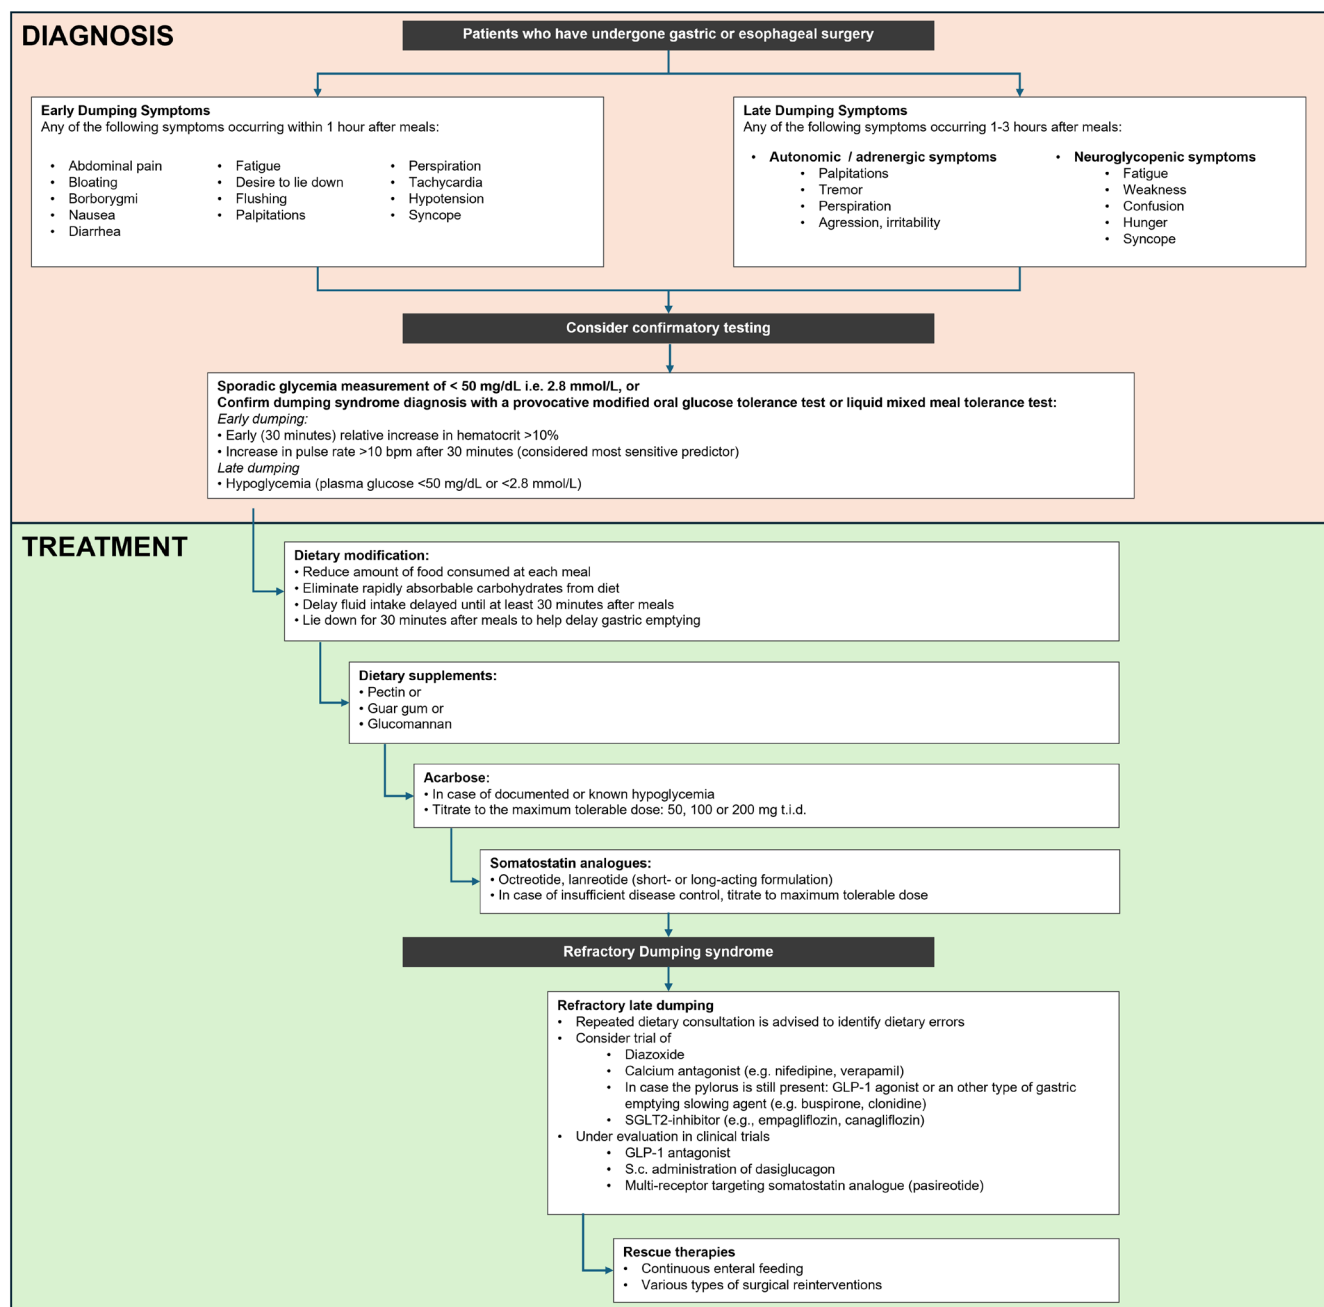 DIAGNOSIS
Patients who have undergone gastric or esophageal surgery
Early Dumping Symptoms
Any of the following symptoms occurring within 1 hour after meals:
• Abdominal pain
• Bloating
• Borborygmi
• Nausea
• Diarrhea
• Fatigue
• Desire to lie down
• Flushing
• Palpitations
• Perspiration
• Tachycardia
• Hypotension
• Syncope
Late Dumping Symptoms
Any of the following symptoms occurring 1-3 hours after meals:
• Autonomic / adrenergic symptoms
• Palpitations
• Tremor
• Perspiration
• Agression, irritability
• Neuroglycopenic symptoms
• Fatigue
• Weakness
• Confusion
• Hunger
• Syncope
Consider confirmatory testing
Sporadic glycemia measurement of < 50 mg/dL i.e. 2.8 mmol/L, or
Confirm dumping syndrome diagnosis with a provocative modified oral glucose tolerance test or liquid mixed meal tolerance test:
Early dumping:
• Early (30 minutes) relative increase in hematocrit >10%
• Increase in pulse rate >10 bpm after 30 minutes (considered most sensitive predictor)
Late dumping
• Hypoglycemia (plasma glucose <50 mg/dL or <2.8 mmol/L)
TREATMENT
Dietary modification:
• Reduce amount of food consumed at each meal
• Eliminate rapidly absorbable carbohydrates from diet
• Delay fluid intake delayed until at least 30 minutes after meals
• Lie down for 30 minutes after meals to help delay gastric emptying
Dietary supplements:
• Pectin or
• Guar gum or
• Glucomannan
Acarbose:
• In case of documented or known hypoglycemia
• Titrate to the maximum tolerable dose: 50, 100 or 200 mg t.i.d.
Somatostatin analogues:
• Octreotide, lanreotide (short- or long-acting formulation)
• In case of insufficient disease control, titrate to maximum tolerable dose
Refractory Dumping syndrome
Refractory late dumping
• Repeated dietary consultation is advised to identify dietary errors
• Consider trial of
• Diazoxide
• Calcium antagonist (e.g. nifedipine, verapamil)
• In case the pylorus is still present: GLP-1 agonist or an other type of gastric
emptying slowing agent (e.g. buspirone, clonidine)
• SGLT2-inhibitor (e.g., empagliflozin, canagliflozin)
• Under evaluation in clinical trials
• GLP-1 antagonist
• S.c. administration of dasiglucagon
• Multi-receptor targeting somatostatin analogue (pasireotide)
Rescue therapies
• Continuous enteral feeding
• Various types of surgical reinterventions